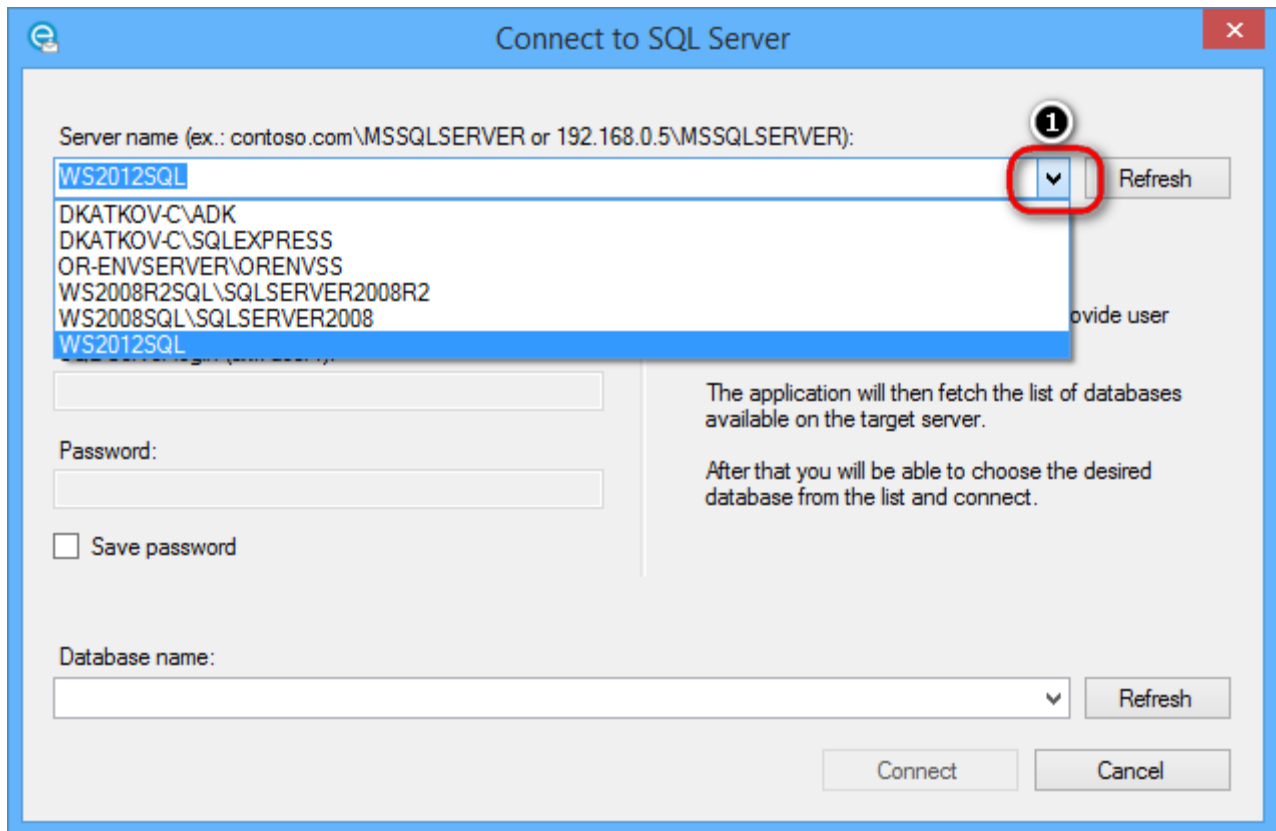 Connect to SQL Server
1
Server name (ex.: contoso.com\MSSQLSERVER or 192.168.0.5\MSSQLSERVER):
WS2012SQL
Refresh
DKATKOV-C\ADK
DKATKOV-C\SQLEXPRESS
OR-ENVSERVER\ORENVSS
WS2008R2SQL\SQLSERVER2008R2
WS2008SQL\SQLSERVER2008
WS2012SQL
ovide user
The application will then fetch the list of databases
available on the target server.
Password:
After that you will be able to choose the desired
database from the list and connect.
Save password
Database name:
Refresh
Connect
Cancel